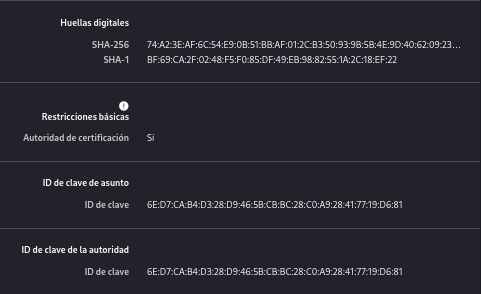 Huellas digitales
SHA-256 74:A2:3E:AF:6C:54:E9:0B:51:BB:AF:01:2C:B3:50:93:9B:5B:4E:9D:40:62:09:23…
SHA-1 BF:69:CA:2F:02:48:F5:F0:85:DF:49:EB:98:82:55:1A:2C:18:EF:22
Restricciones básicas
Autoridad de certificación Sí
ID de clave de asunto
ID de clave 6E:D7:CA:B4:D3:28:D9:46:5B:CB:BC:28:C0:A9:28:41:77:19:D6:81
ID de clave de la autoridad
ID de clave 6E:D7:CA:B4:D3:28:D9:46:5B:CB:BC:28:C0:A9:28:41:77:19:D6:81